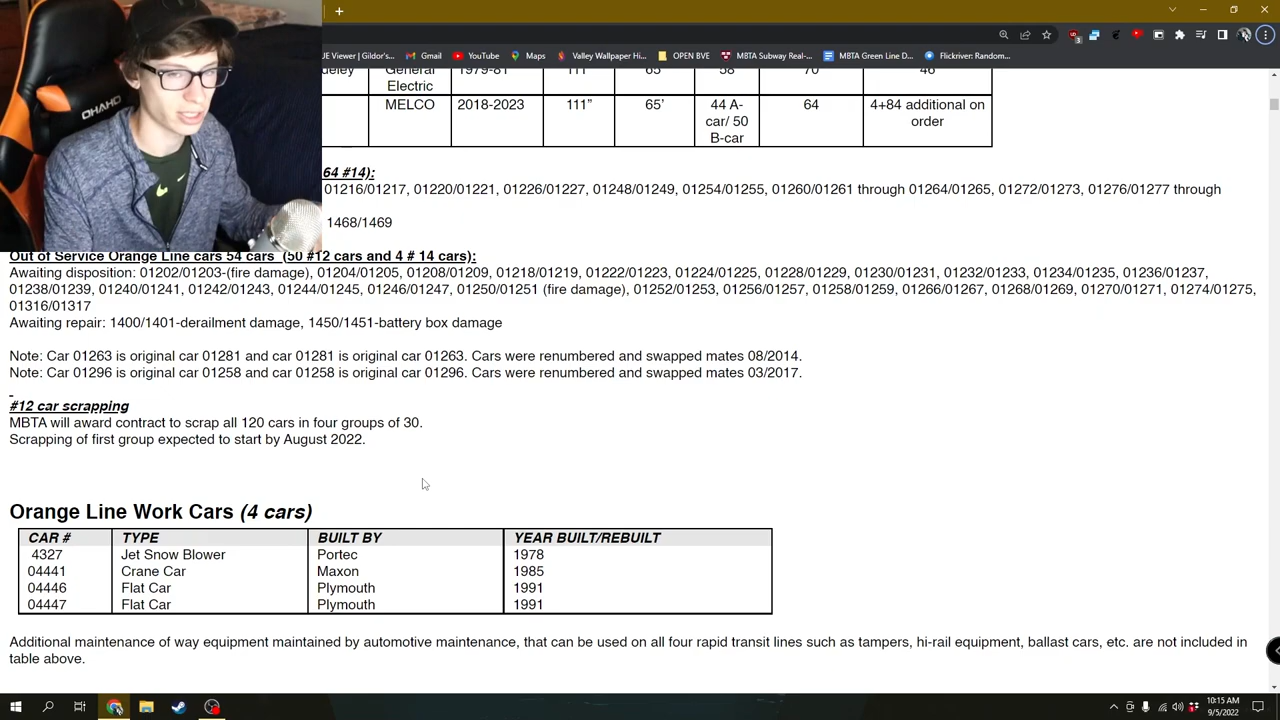 UE Viewer (Gildor's... Gmail YouTube Maps Valley Wallpaper Hi... OPEN BVE MBTA Subway Real-... MBTA Green Line D... Flickriver: Random...
General Electric 1979-81 111" 65' 58 70 46
MELCO 2018-2023 111” 65’ 44 A-car/ 50 B-car 64 4+84 additional on order
64 #14):
01216/01217, 01220/01221, 01226/01227, 01248/01249, 01254/01255, 01260/01261 through 01264/01265, 01272/01273, 01276/01277 through
1468/1469
Out of Service Orange Line cars 54 cars (50 #12 cars and 4 # 14 cars):
Awaiting disposition: 01202/01203-(fire damage), 01204/01205, 01208/01209, 01218/01219, 01222/01223, 01224/01225, 01228/01229, 01230/01231, 01232/01233, 01234/01235, 01236/01237,
01238/01239, 01240/01241, 01242/01243, 01244/01245, 01246/01247, 01250/01251 (fire damage), 01252/01253, 01256/01257, 01258/01259, 01266/01267, 01268/01269, 01270/01271, 01274/01275,
01316/01317
Awaiting repair: 1400/1401-derailment damage, 1450/1451-battery box damage
Note: Car 01263 is original car 01281 and car 01281 is original car 01263. Cars were renumbered and swapped mates 08/2014.
Note: Car 01296 is original car 01258 and car 01258 is original car 01296. Cars were renumbered and swapped mates 03/2017.
#12 car scrapping
MBTA will award contract to scrap all 120 cars in four groups of 30.
Scrapping of first group expected to start by August 2022.
Orange Line Work Cars (4 cars)
CAR # TYPE BUILT BY YEAR BUILT/REBUILT
4327 Jet Snow Blower Portec 1978
04441 Crane Car Maxon 1985
04446 Flat Car Plymouth 1991
04447 Flat Car Plymouth 1991
Additional maintenance of way equipment maintained by automotive maintenance, that can be used on all four rapid transit lines such as tampers, hi-rail equipment, ballast cars, etc. are not included in
table above.
10:15 AM
9/5/2022